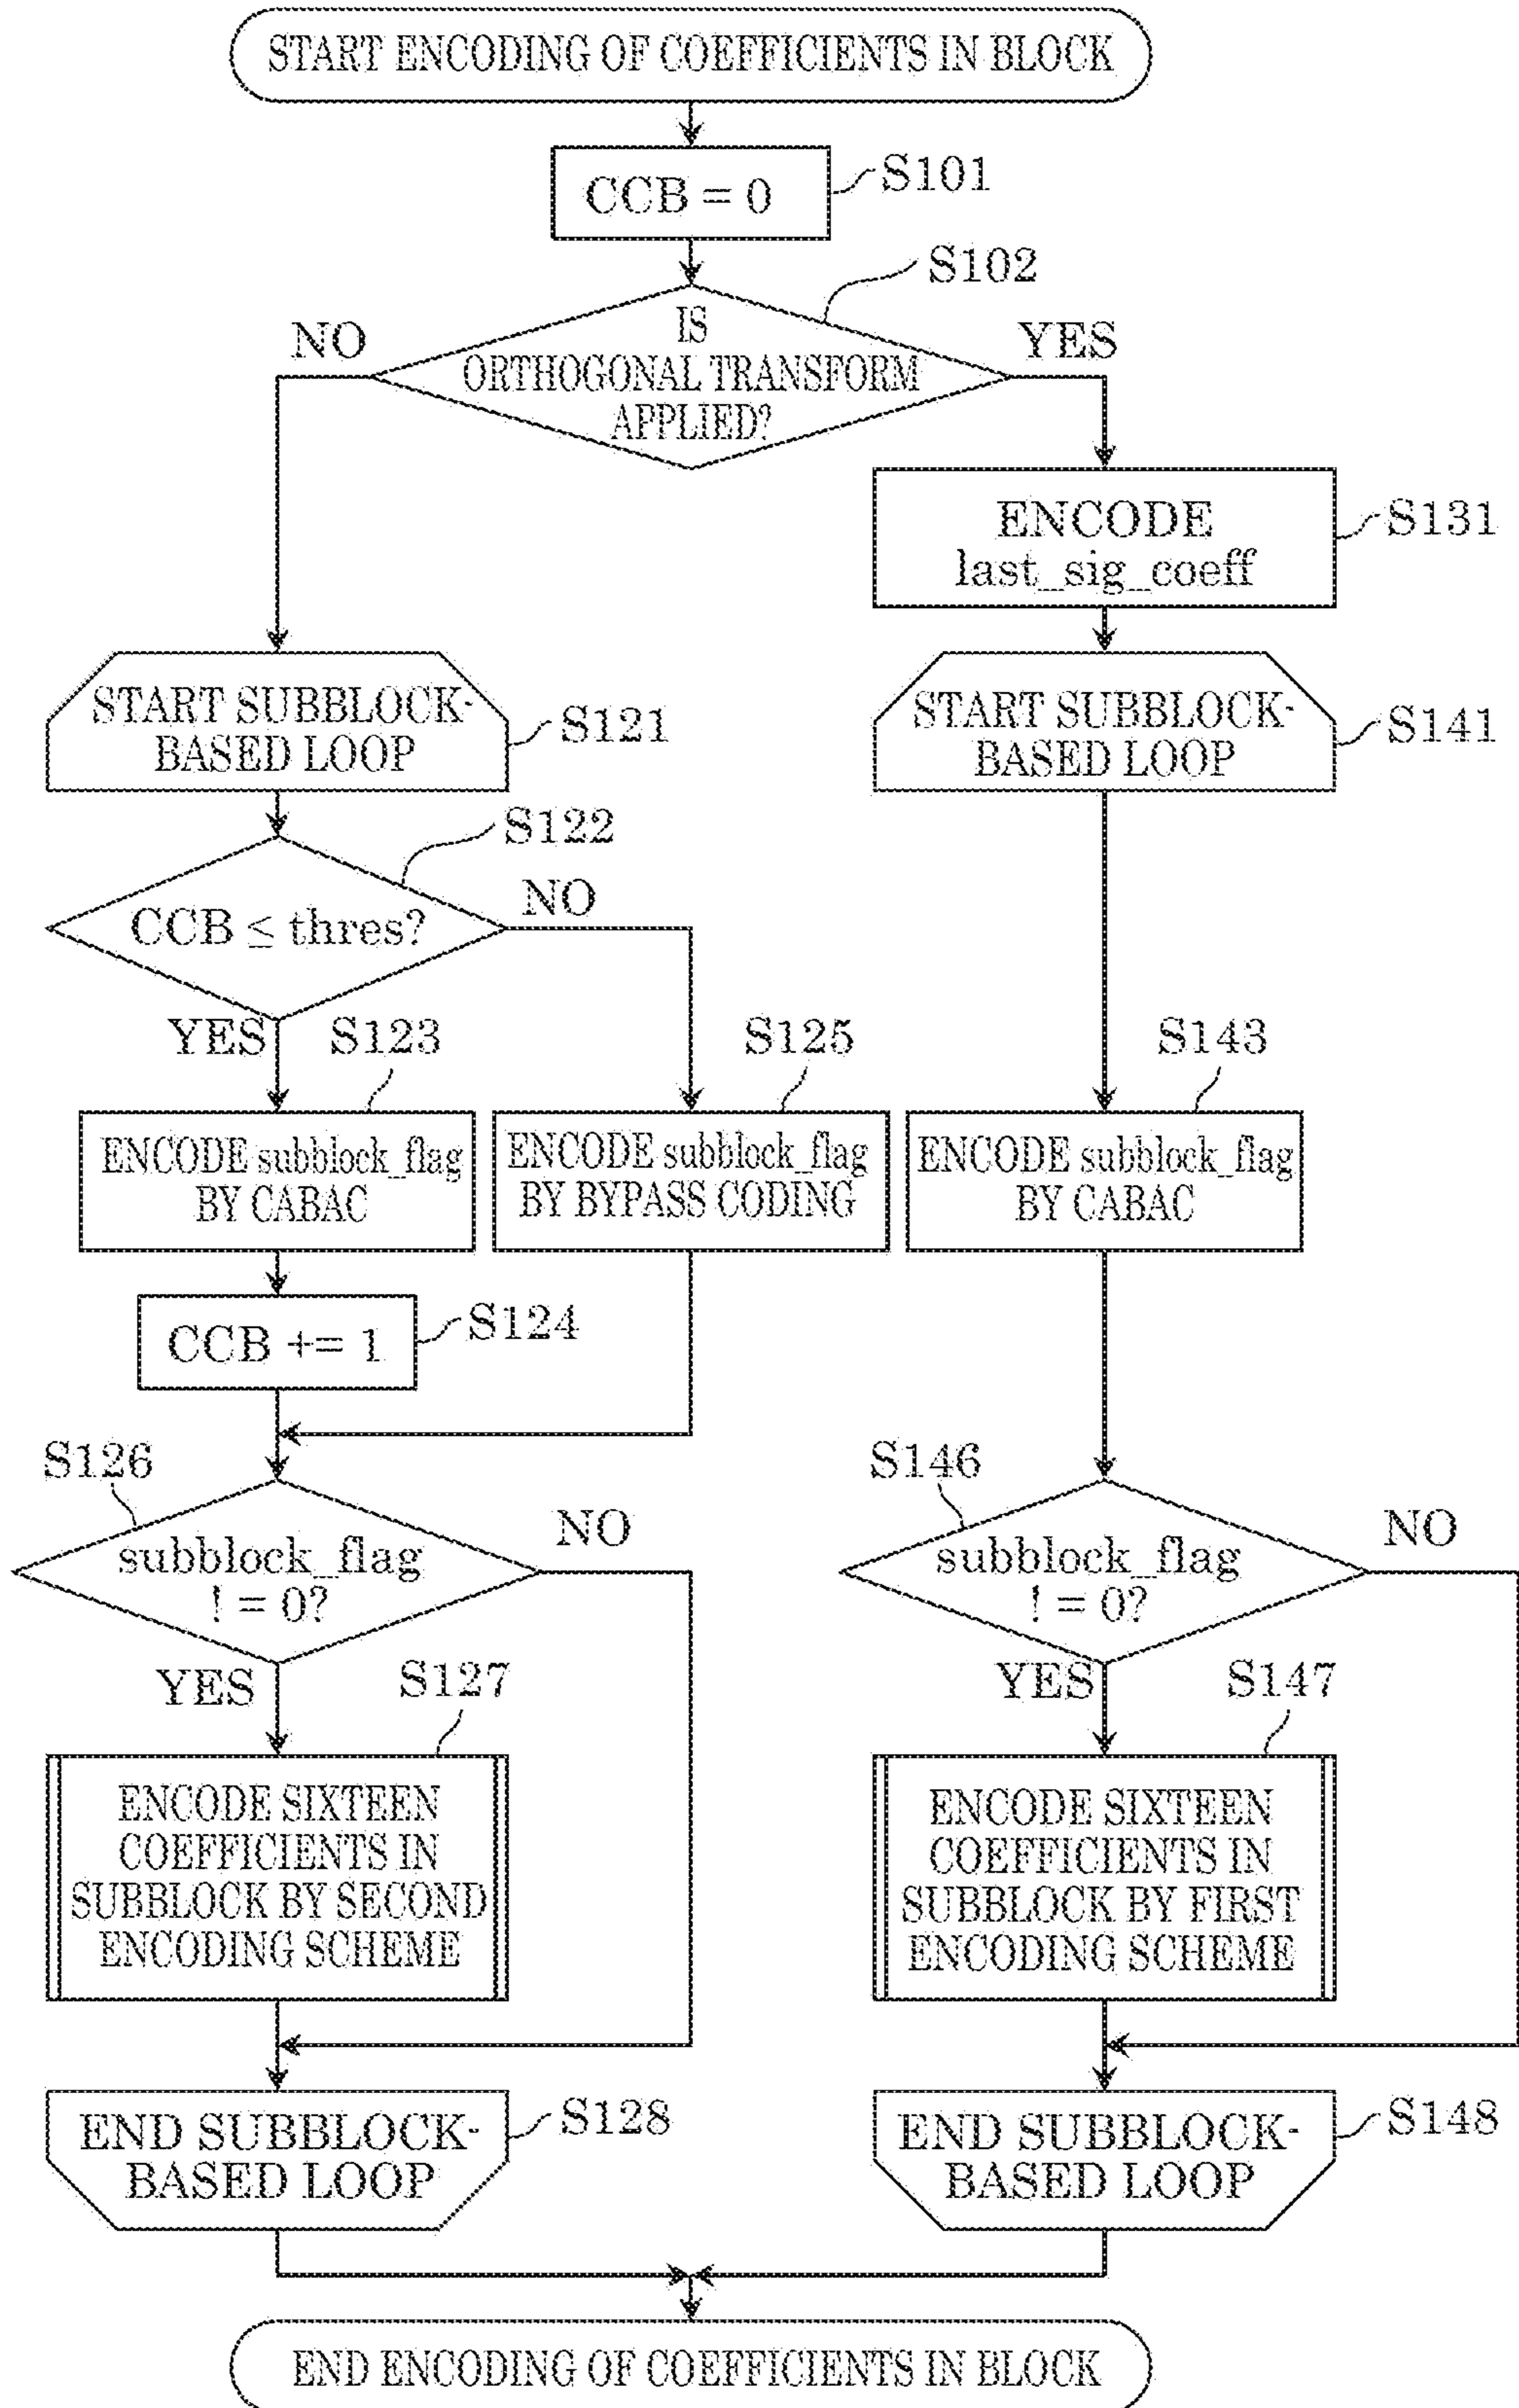 START ENCODING OF COEFFICIENTS IN BLOCK
CCB = 0
S101
S102
IS
ORTHOGONAL TRANSFORM
APPLIED?
NO
YES
ENCODE
last_sig_coeff
S131
START SUBBLOCK-
BASED LOOP
S121
START SUBBLOCK-
BASED LOOP
S141
S122
CCB ≤ thres?
NO
YES
S123
S125
S143
ENCODE subblock_flag
BY CABAC
ENCODE subblock_flag
BY BYPASS CODING
ENCODE subblock_flag
BY CABAC
CCB += 1
S124
S126
subblock_flag
! = 0?
NO
YES
S146
subblock_flag
! = 0?
NO
YES
S127
ENCODE SIXTEEN
COEFFICIENTS IN
SUBBLOCK BY SECOND
ENCODING SCHEME
S147
ENCODE SIXTEEN
COEFFICIENTS IN
SUBBLOCK BY FIRST
ENCODING SCHEME
END SUBBLOCK-
BASED LOOP
S128
END SUBBLOCK-
BASED LOOP
S148
END ENCODING OF COEFFICIENTS IN BLOCK